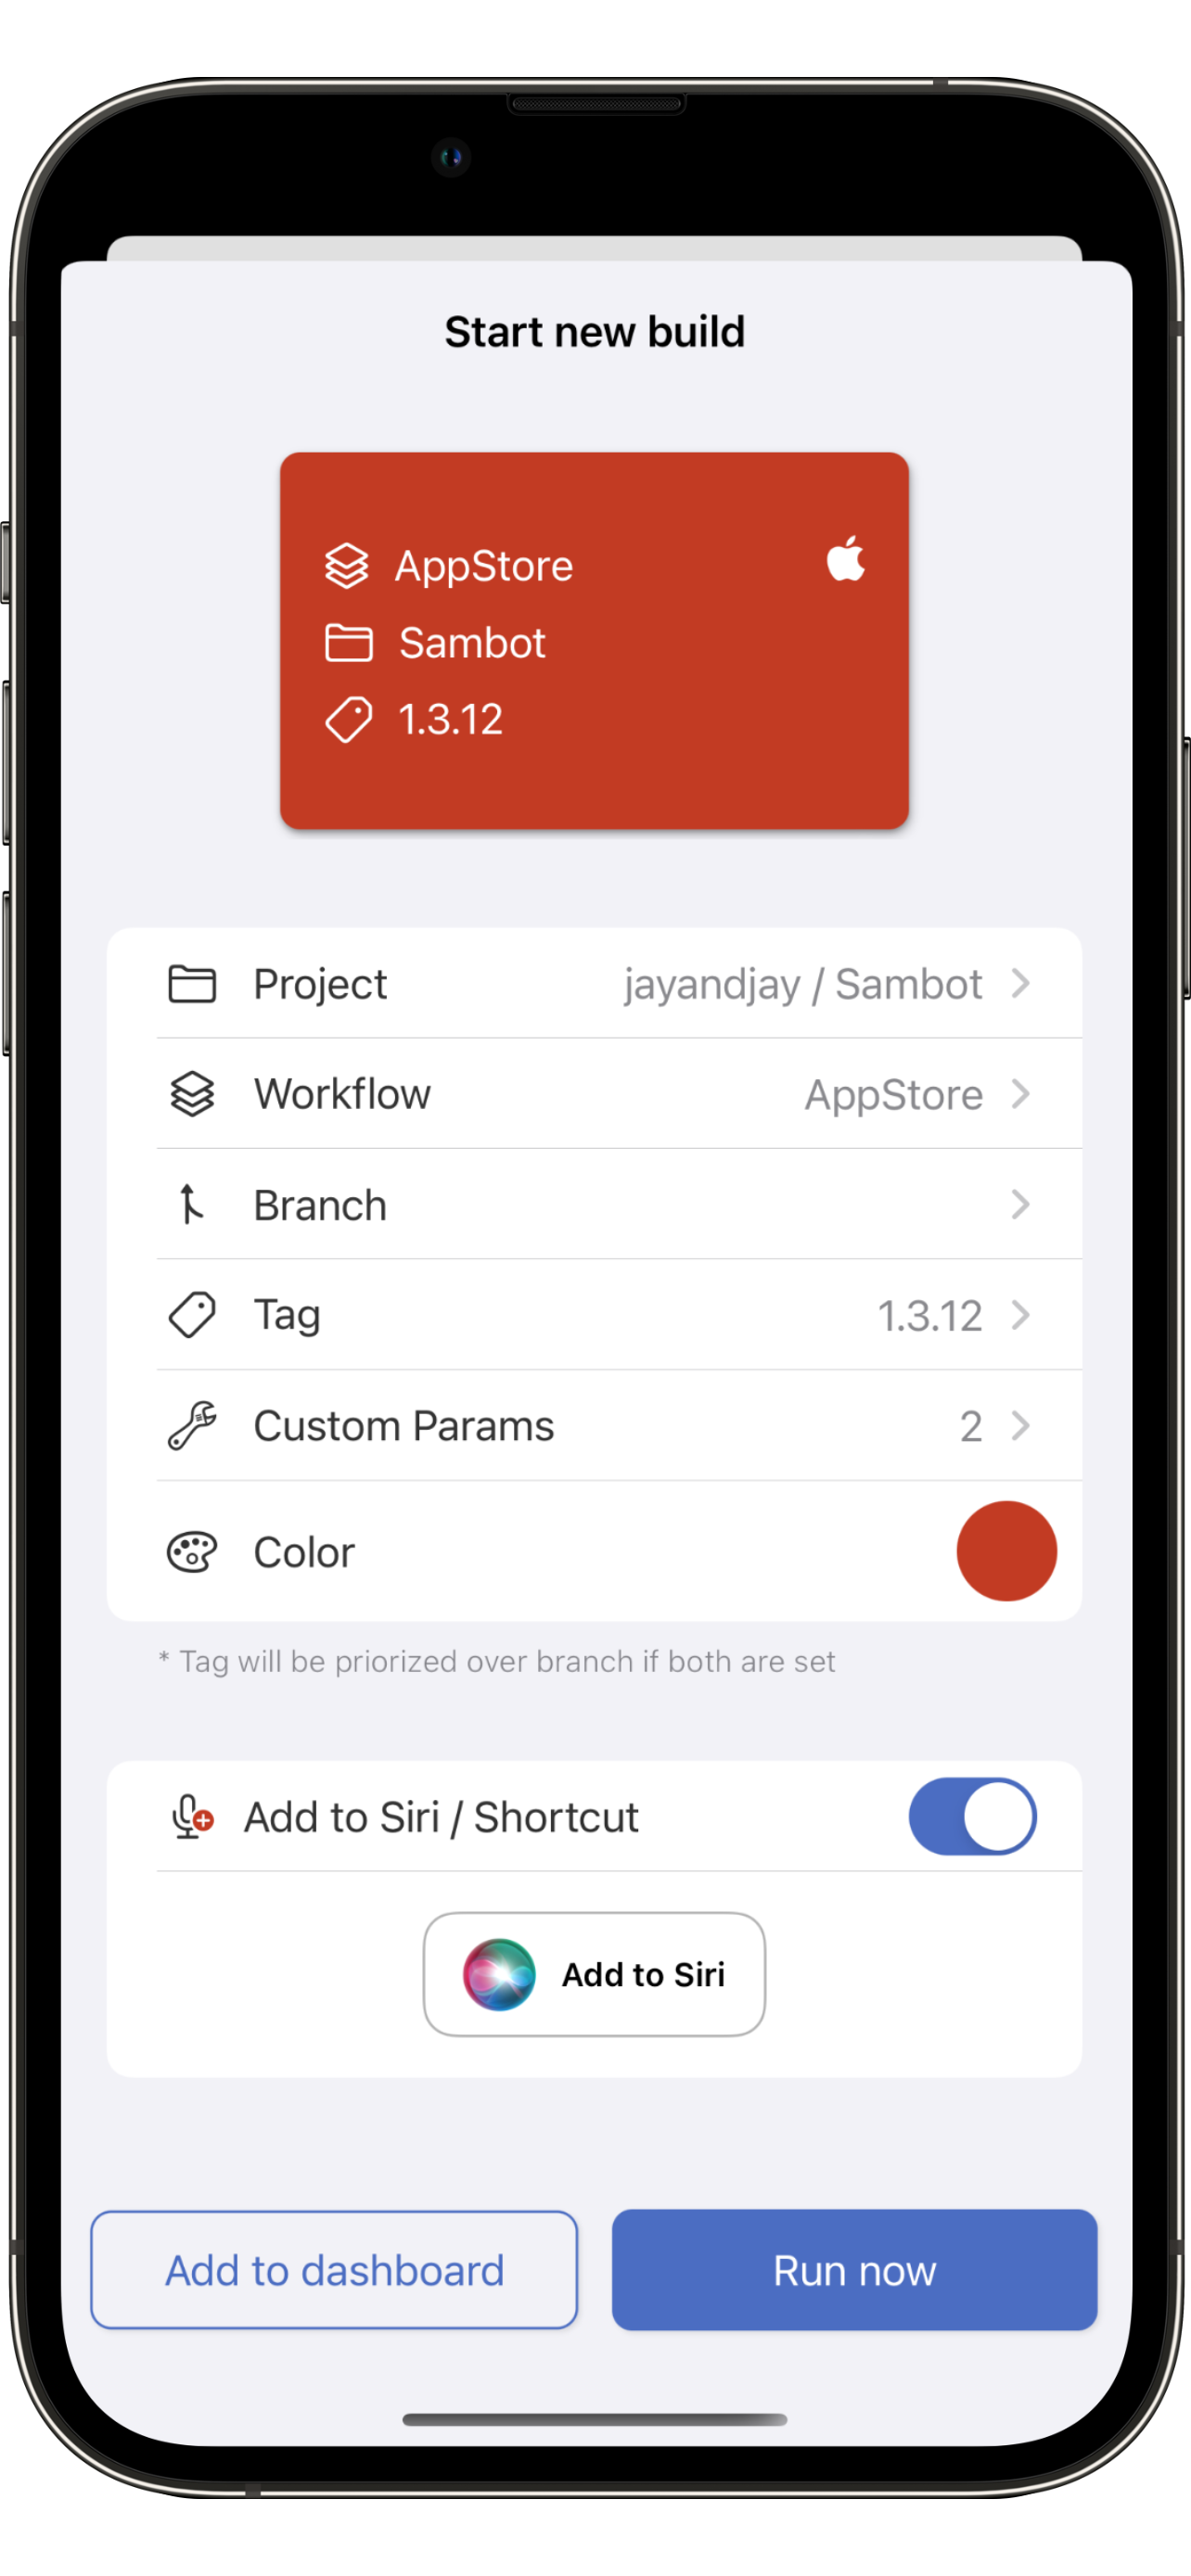 Start new build
AppStore
Sambot
1.3.12
Project jayandjay / Sambot
Workflow AppStore
Branch
Tag 1.3.12
Custom Params 2
Color
* Tag will be priorized over branch if both are set
Add to Siri / Shortcut
Add to Siri
Add to dashboard Run now